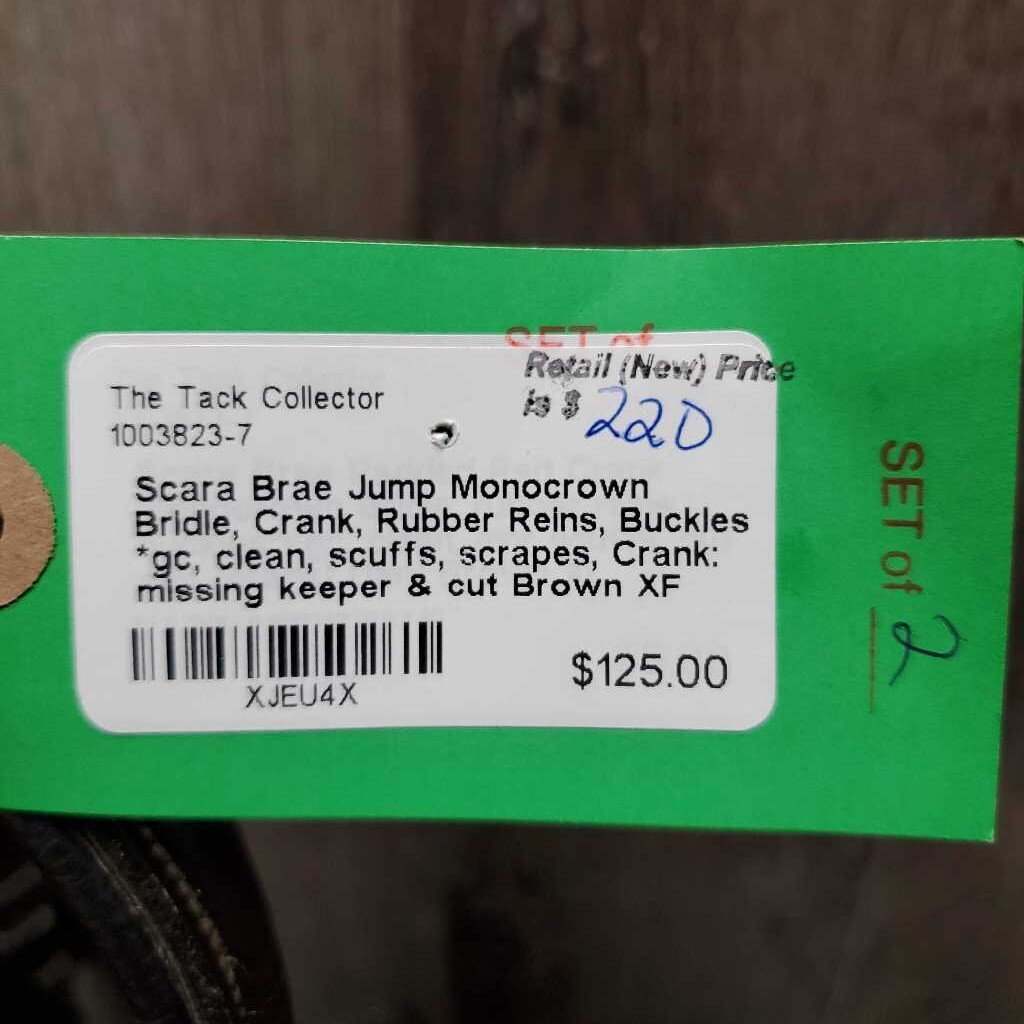 SET of
Retail (New) Price
is $ 220
The Tack Collector
1003823-7
Scara Brae Jump Monocrown
Bridle, Crank, Rubber Reins, Buckles
*gc, clean, scuffs, scrapes, Crank:
missing keeper & cut Brown XF
XJEU4X
$125.00
SET of 2